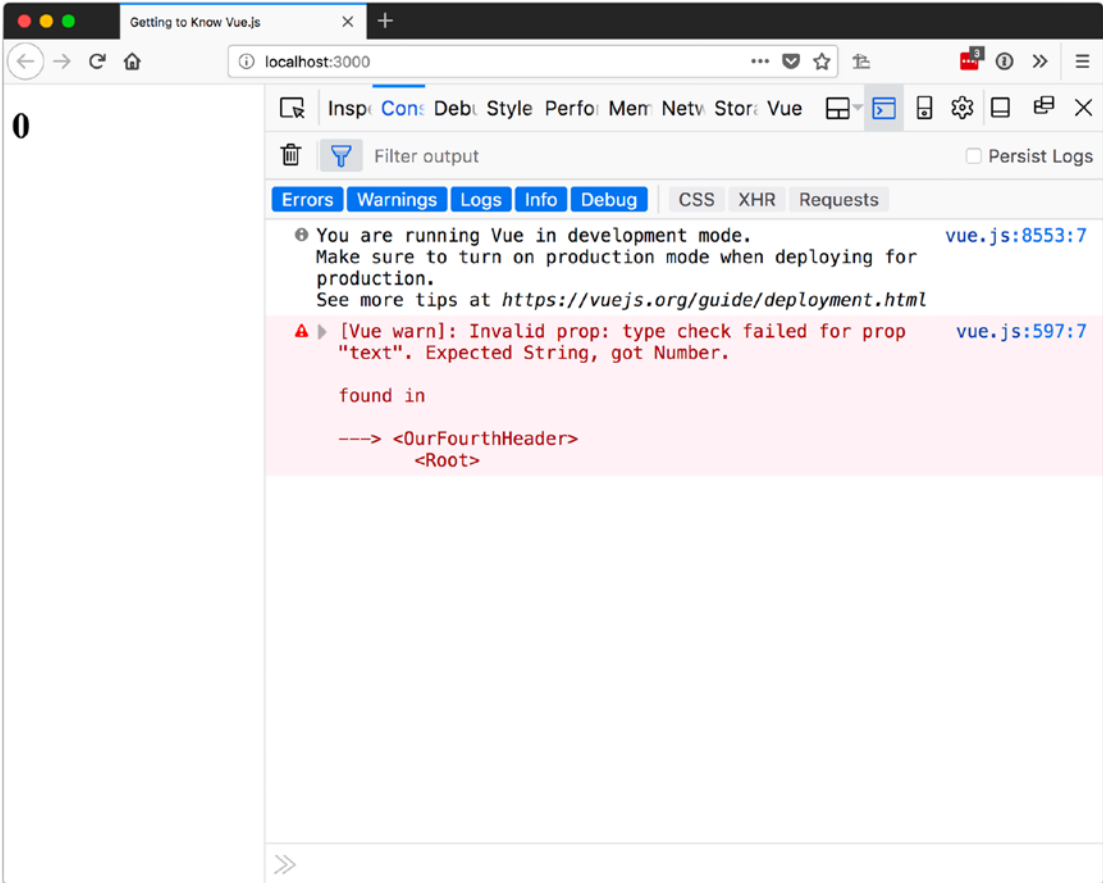 Getting to Know Vue.js
localhost:3000
3
0
Insp Cons Debu Style Perfor Mem Netw Stora Vue
Filter output
Persist Logs
Errors Warnings Logs Info Debug CSS XHR Requests
You are running Vue in development mode. vue.js:8553:7
Make sure to turn on production mode when deploying for
production.
See more tips at https://vuejs.org/guide/deployment.html
[Vue warn]: Invalid prop: type check failed for prop vue.js:597:7
"text". Expected String, got Number.
found in
---> <OurFourthHeader>
<Root>